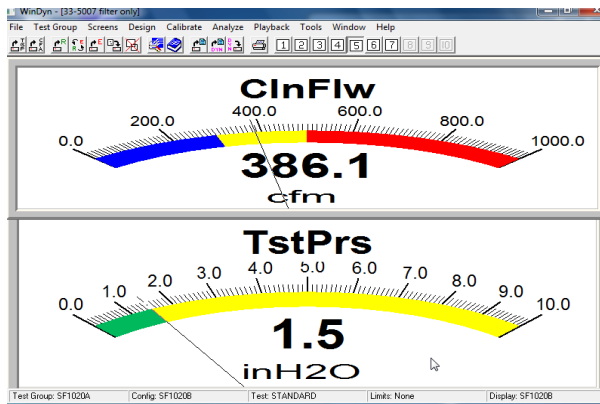 WinDyn - [33-5007 filter only]
File Test Group Screens Design Calibrate Analyze Playback Tools Window Help
1 2 3 4 5 6 7 8 9 10
ClnFlw
0.0 200.0 400.0 600.0 800.0 1000.0
386.1
cfm
TstPrs
0.0 1.0 2.0 3.0 4.0 5.0 6.0 7.0 8.0 9.0 10.0
1.5
inH2O
Test Group: SF1020A Config: SF1020B Test: STANDARD Limits: None Display: SF1020B